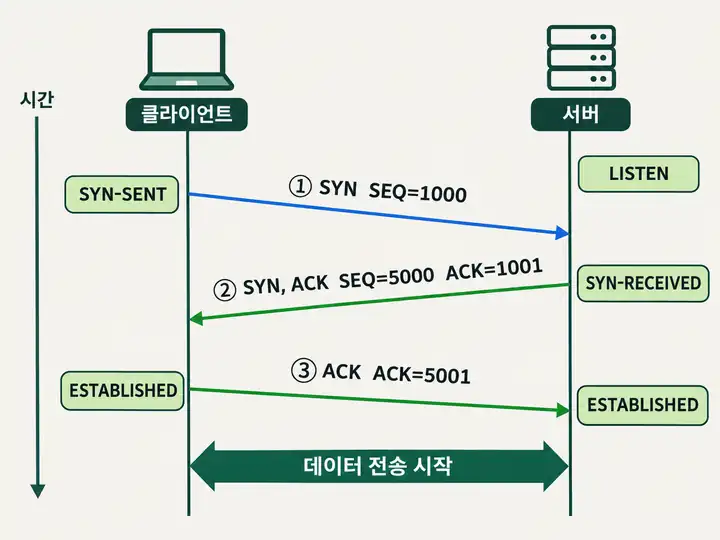 시간
클라이언트
서버
SYN-SENT
① SYN SEQ=1000
LISTEN
② SYN, ACK SEQ=5000 ACK=1001
SYN-RECEIVED
③ ACK ACK=5001
ESTABLISHED
ESTABLISHED
데이터 전송 시작